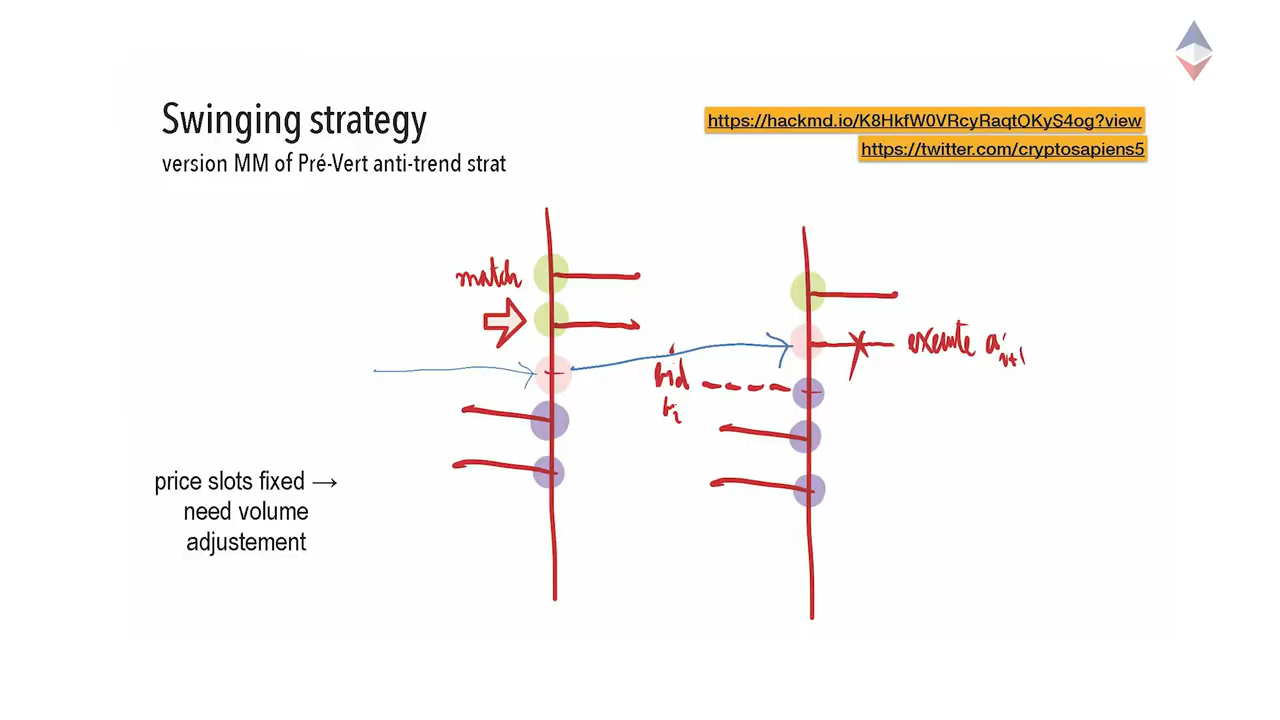 Swinging strategy
version MM of Pré-Vert anti-trend strat
https://hackmd.io/K8HkfW0VRcyRaqtOKyS4og?view
https://twitter.com/cryptosapiens5
match
execute a'
bid
price slots fixed →
need volume
adjustement